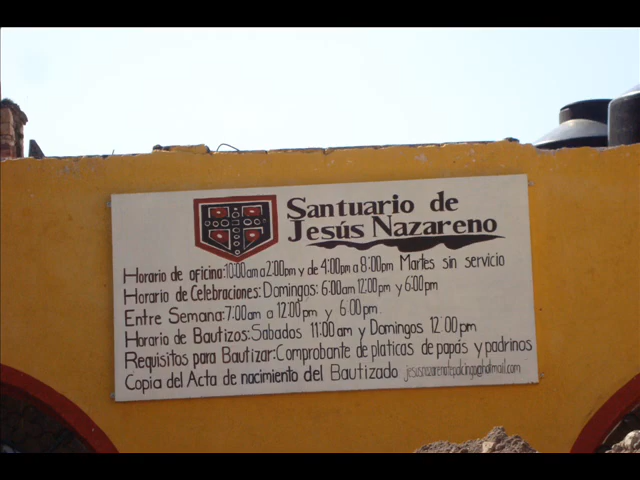 Santuario de
Jesús Nazareno
Horario de oficina:10:00am a 2:00pm y de 4:00pm a 8:00pm Martes sin servicio
Horario de Celebraciones: Domingos: 6:00am 12:00pm y 6:00pm
Entre Semana: 7:00am a 12:00pm y 6:00pm.
Horario de Bautizos: Sabados 11:00am y Domingos 12:00pm
Requisitos para Bautizar: Comprobante de platicas de papás y padrinos
Copia del Acta de nacimiento del Bautizado jesusnazarenotepalcingo@hotmail.com